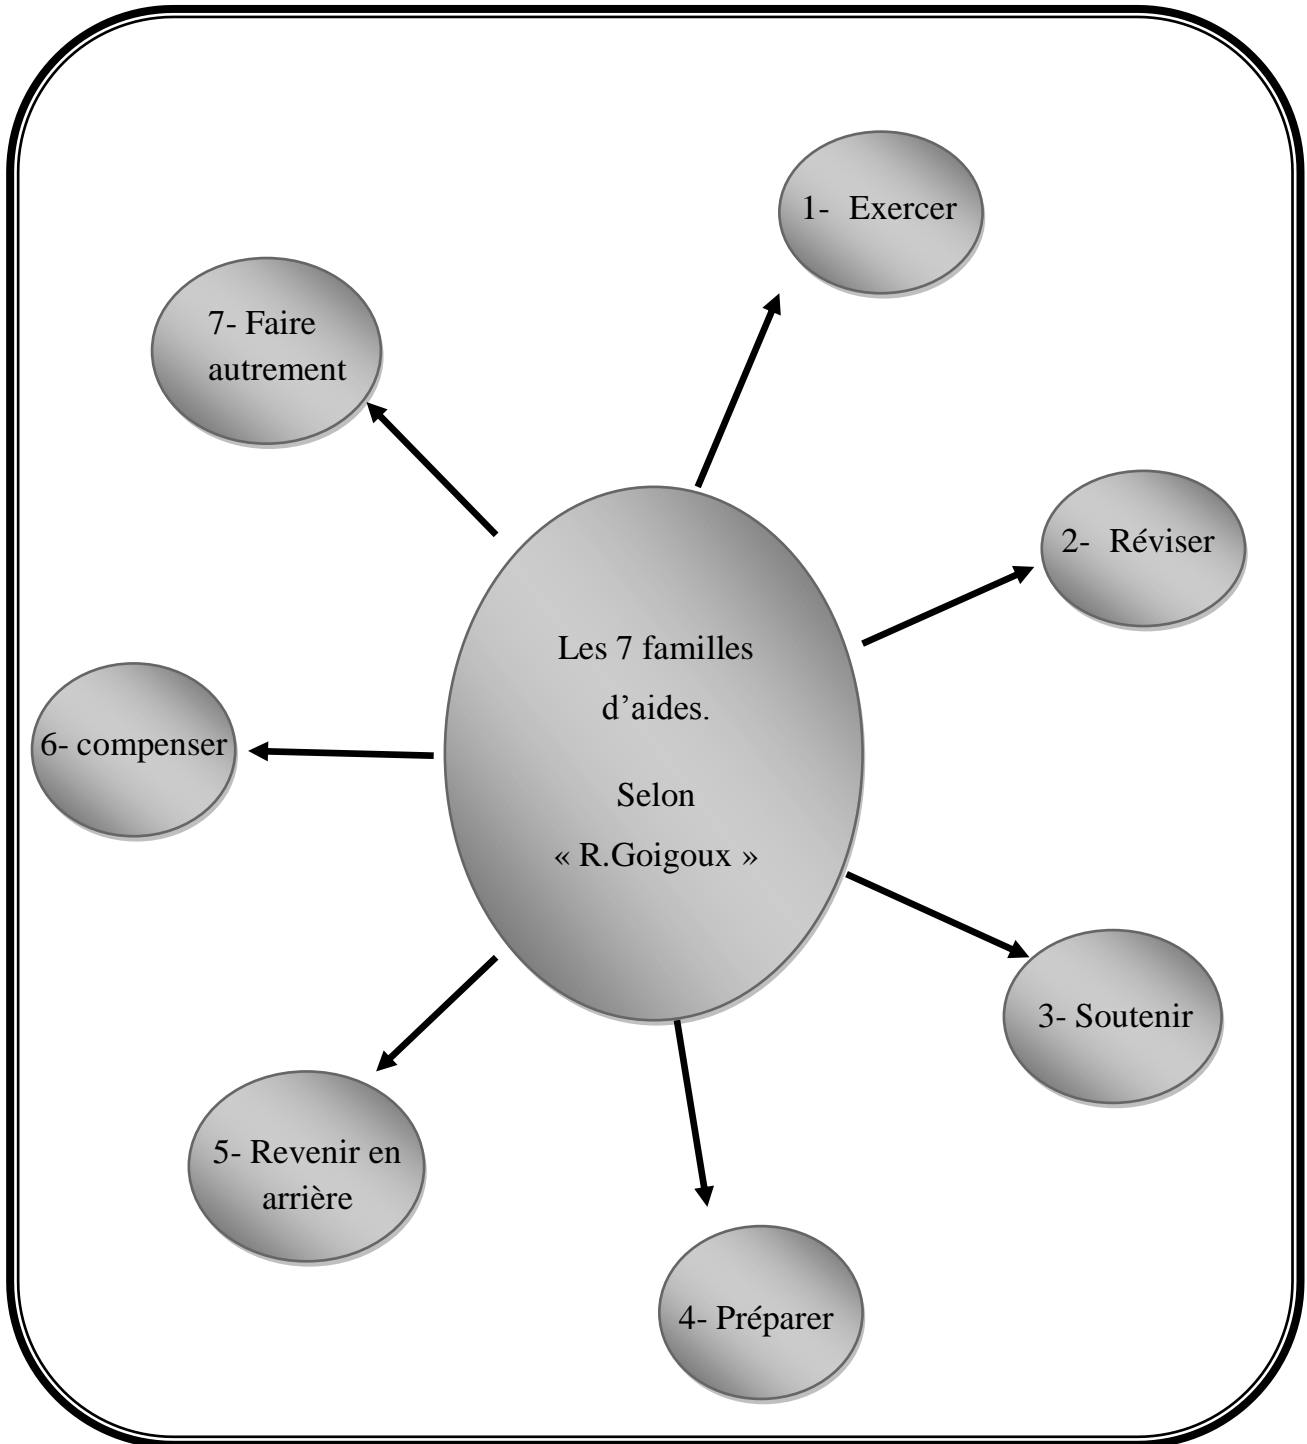 Les 7 familles
d’aides.
Selon
« R.Goigoux »
1- Exercer
2- Réviser
3- Soutenir
4- Préparer
5- Revenir en
arrière
6- compenser
7- Faire
autrement